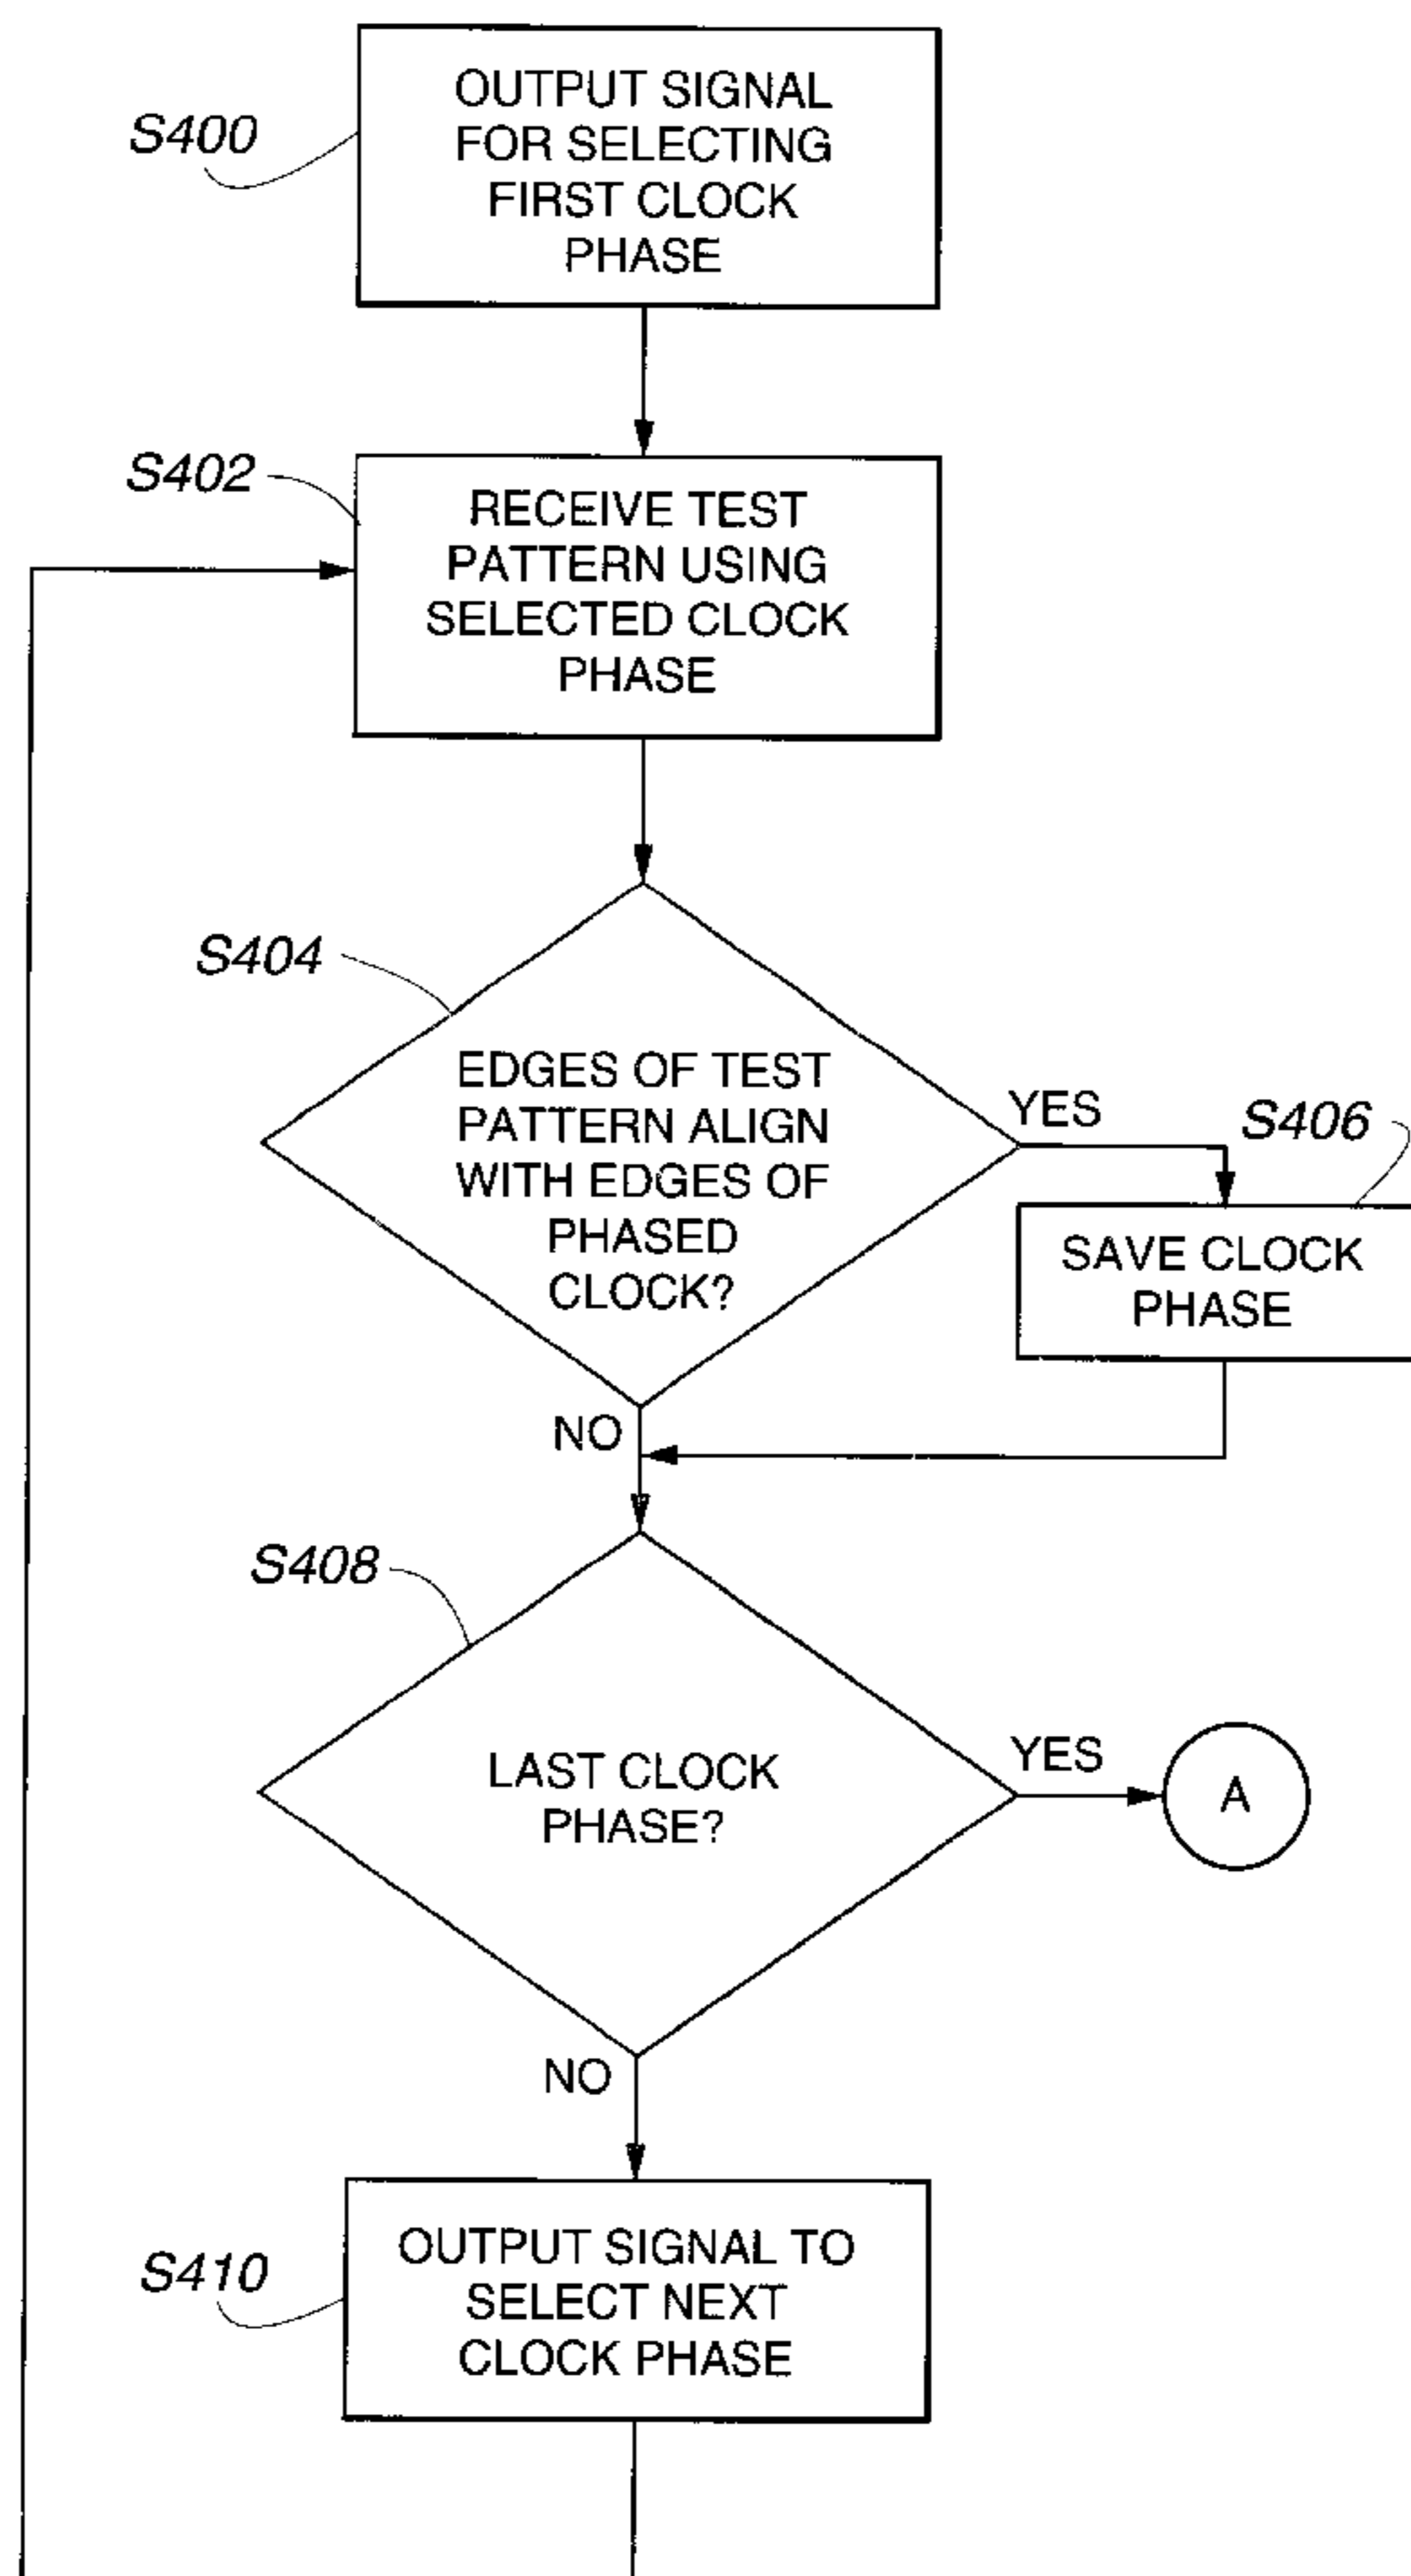 S400
OUTPUT SIGNAL
FOR SELECTING
FIRST CLOCK
PHASE
S402
RECEIVE TEST
PATTERN USING
SELECTED CLOCK
PHASE
S404
EDGES OF TEST
PATTERN ALIGN
WITH EDGES OF
PHASED
CLOCK?
YES
S406
SAVE CLOCK
PHASE
NO
S408
LAST CLOCK
PHASE?
YES
A
NO
S410
OUTPUT SIGNAL TO
SELECT NEXT
CLOCK PHASE